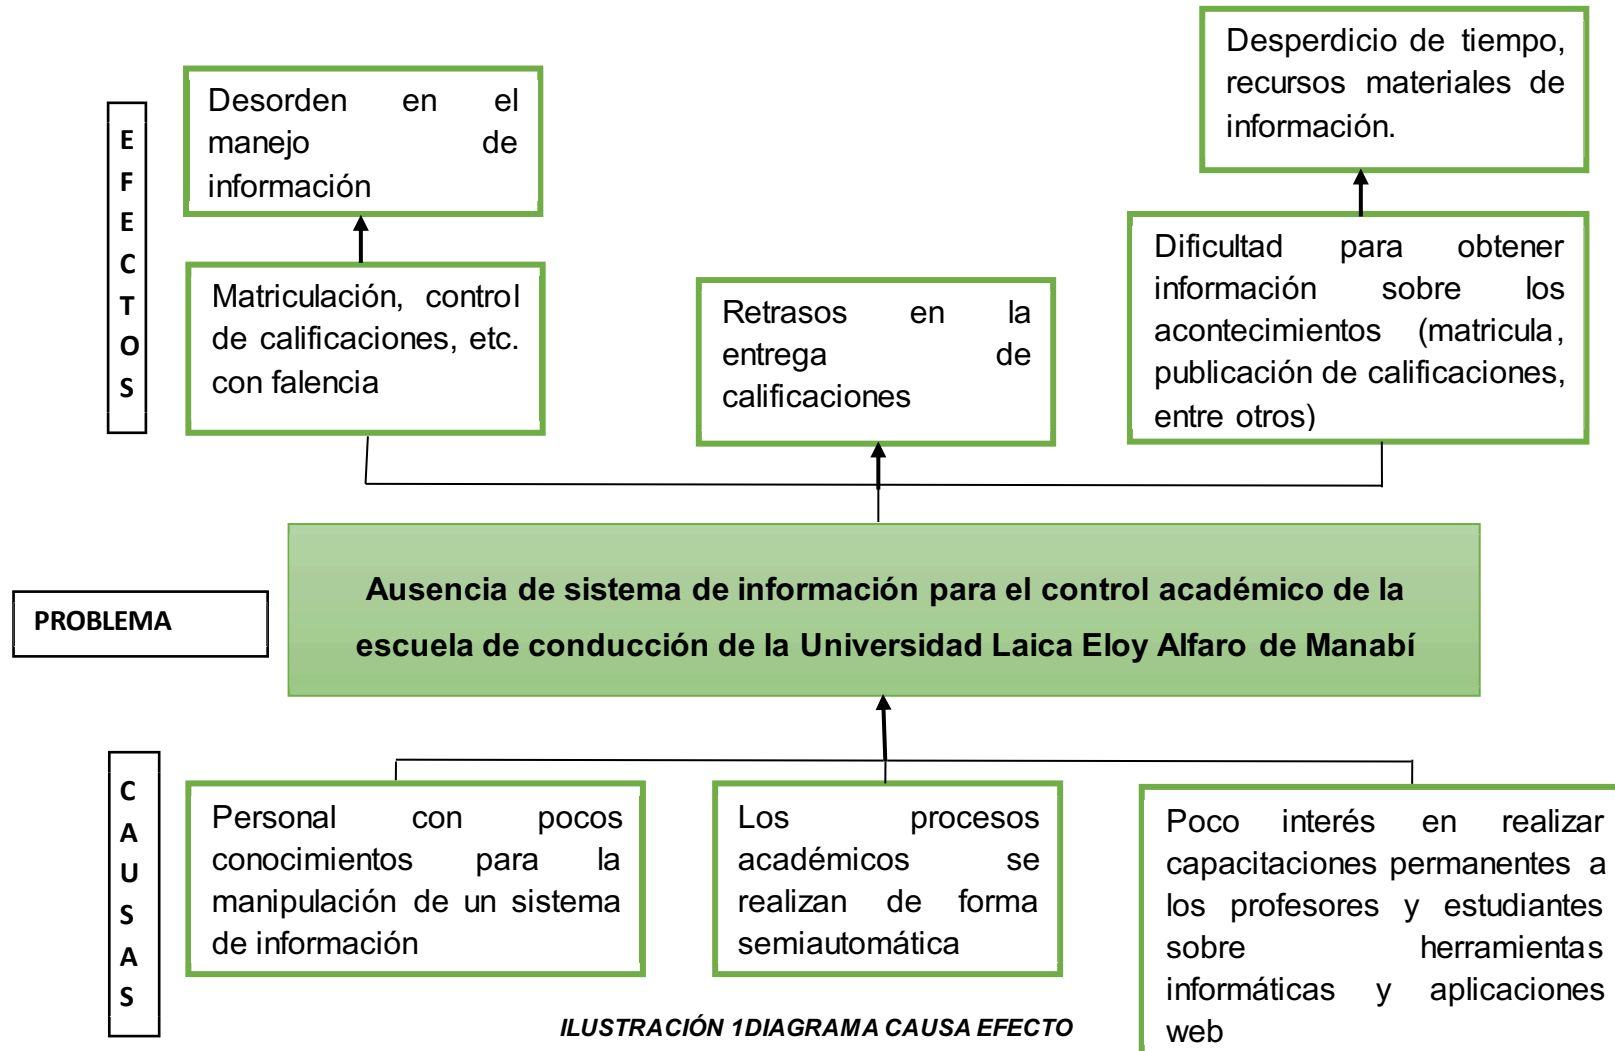 Desperdicio de tiempo,
recursos materiales de
información.
Desorden en el
manejo de
información
E
F
E
C
T
O
S
Dificultad para obtener
información sobre los
acontecimientos (matricula,
publicación de calificaciones,
entre otros)
Matriculación, control
de calificaciones, etc.
con falencia
Retrasos en la
entrega de
calificaciones
Ausencia de sistema de información para el control académico de la
escuela de conducción de la Universidad Laica Eloy Alfaro de Manabí
PROBLEMA
C
A
U
S
A
S
Personal con pocos
conocimientos para la
manipulación de un sistema
de información
Los procesos
académicos se
realizan de forma
semiautomática
Poco interés en realizar
capacitaciones permanentes a
los profesores y estudiantes
sobre herramientas
informáticas y aplicaciones
web
ILUSTRACIÓN 1DIAGRAMA CAUSA EFECTO